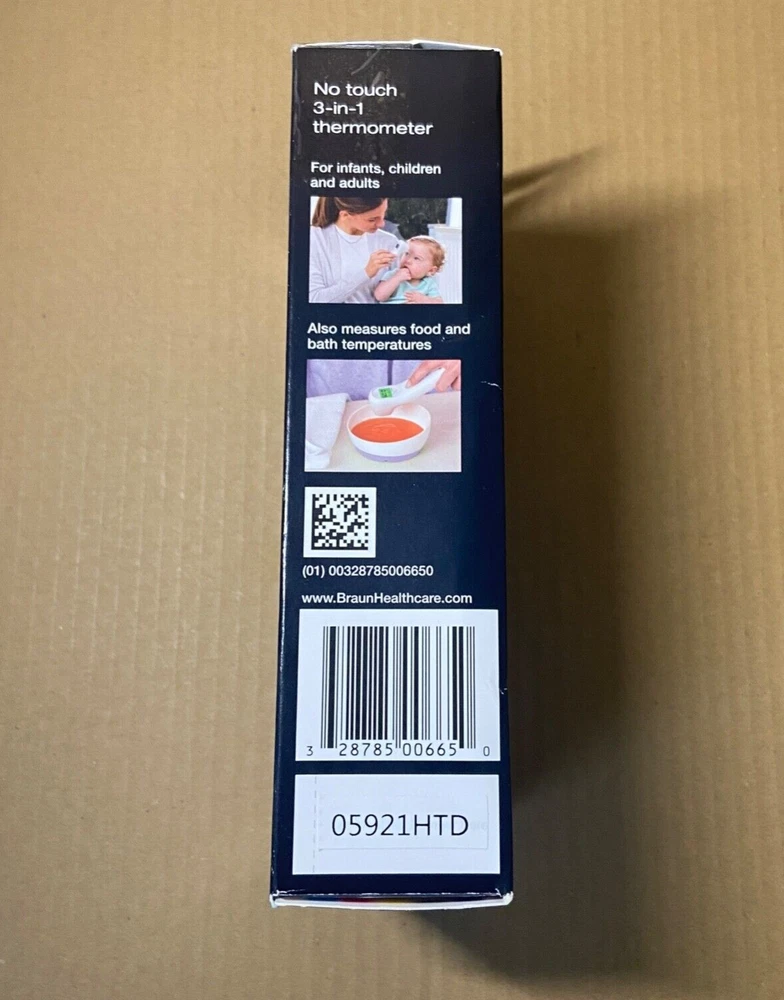 No touch
3-in-1
thermometer
For infants, children
and adults
Also measures food and
bath temperatures
(01) 00328785006650
www.BraunHealthcare.com
3 28785 00665 0
05921HTD